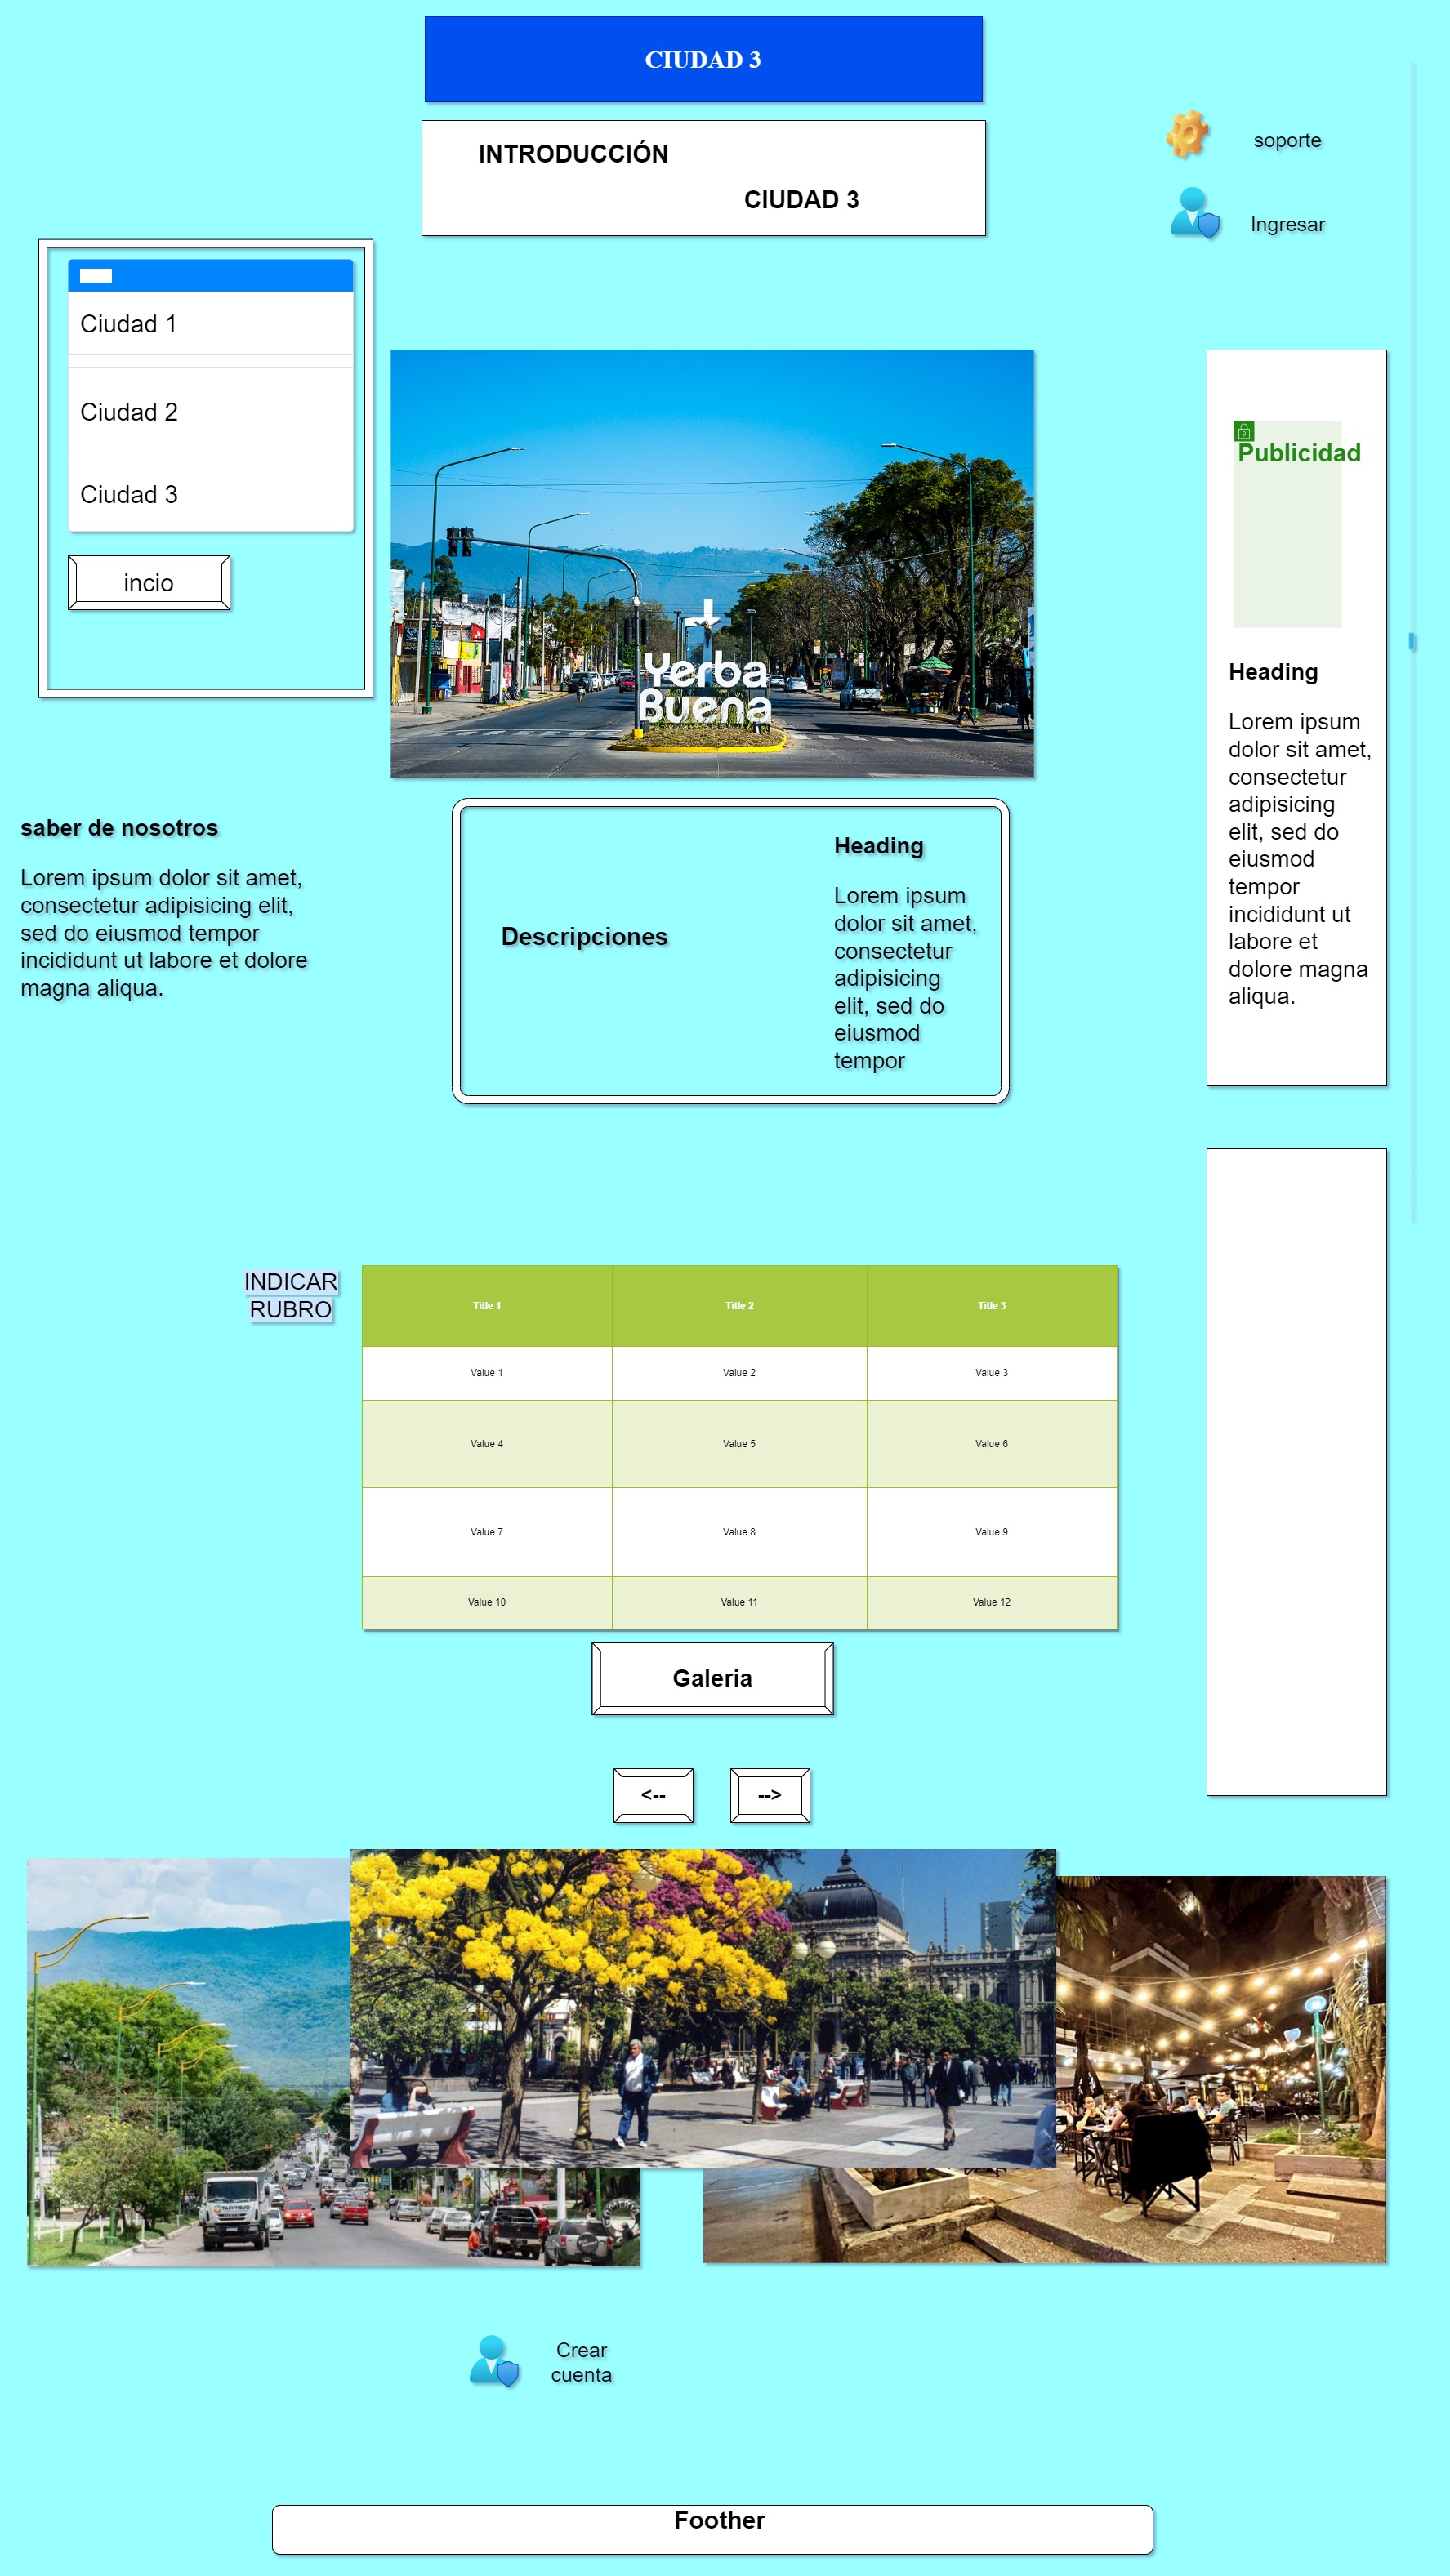 CIUDAD 3
INTRODUCCIÓN
CIUDAD 3
soporte
Ingresar
Ciudad 1
Ciudad 2
Ciudad 3
incio
Yerba
Buena
Publicidad
Heading
Lorem ipsum
dolor sit amet,
consectetur
adipisicing
elit, sed do
eiusmod
tempor
incididunt ut
labore et
dolore magna
aliqua.
saber de nosotros
Lorem ipsum dolor sit amet,
consectetur adipisicing elit,
sed do eiusmod tempor
incididunt ut labore et dolore
magna aliqua.
Descripciones
Heading
Lorem ipsum
dolor sit amet,
consectetur
adipisicing
elit, sed do
eiusmod
tempor
INDICAR
RUBRO
Title 1 Title 2 Title 3
Value 1 Value 2 Value 3
Value 4 Value 5 Value 6
Value 7 Value 8 Value 9
Value 10 Value 11 Value 12
Galeria
<-- -->
Crear
cuenta
Foother